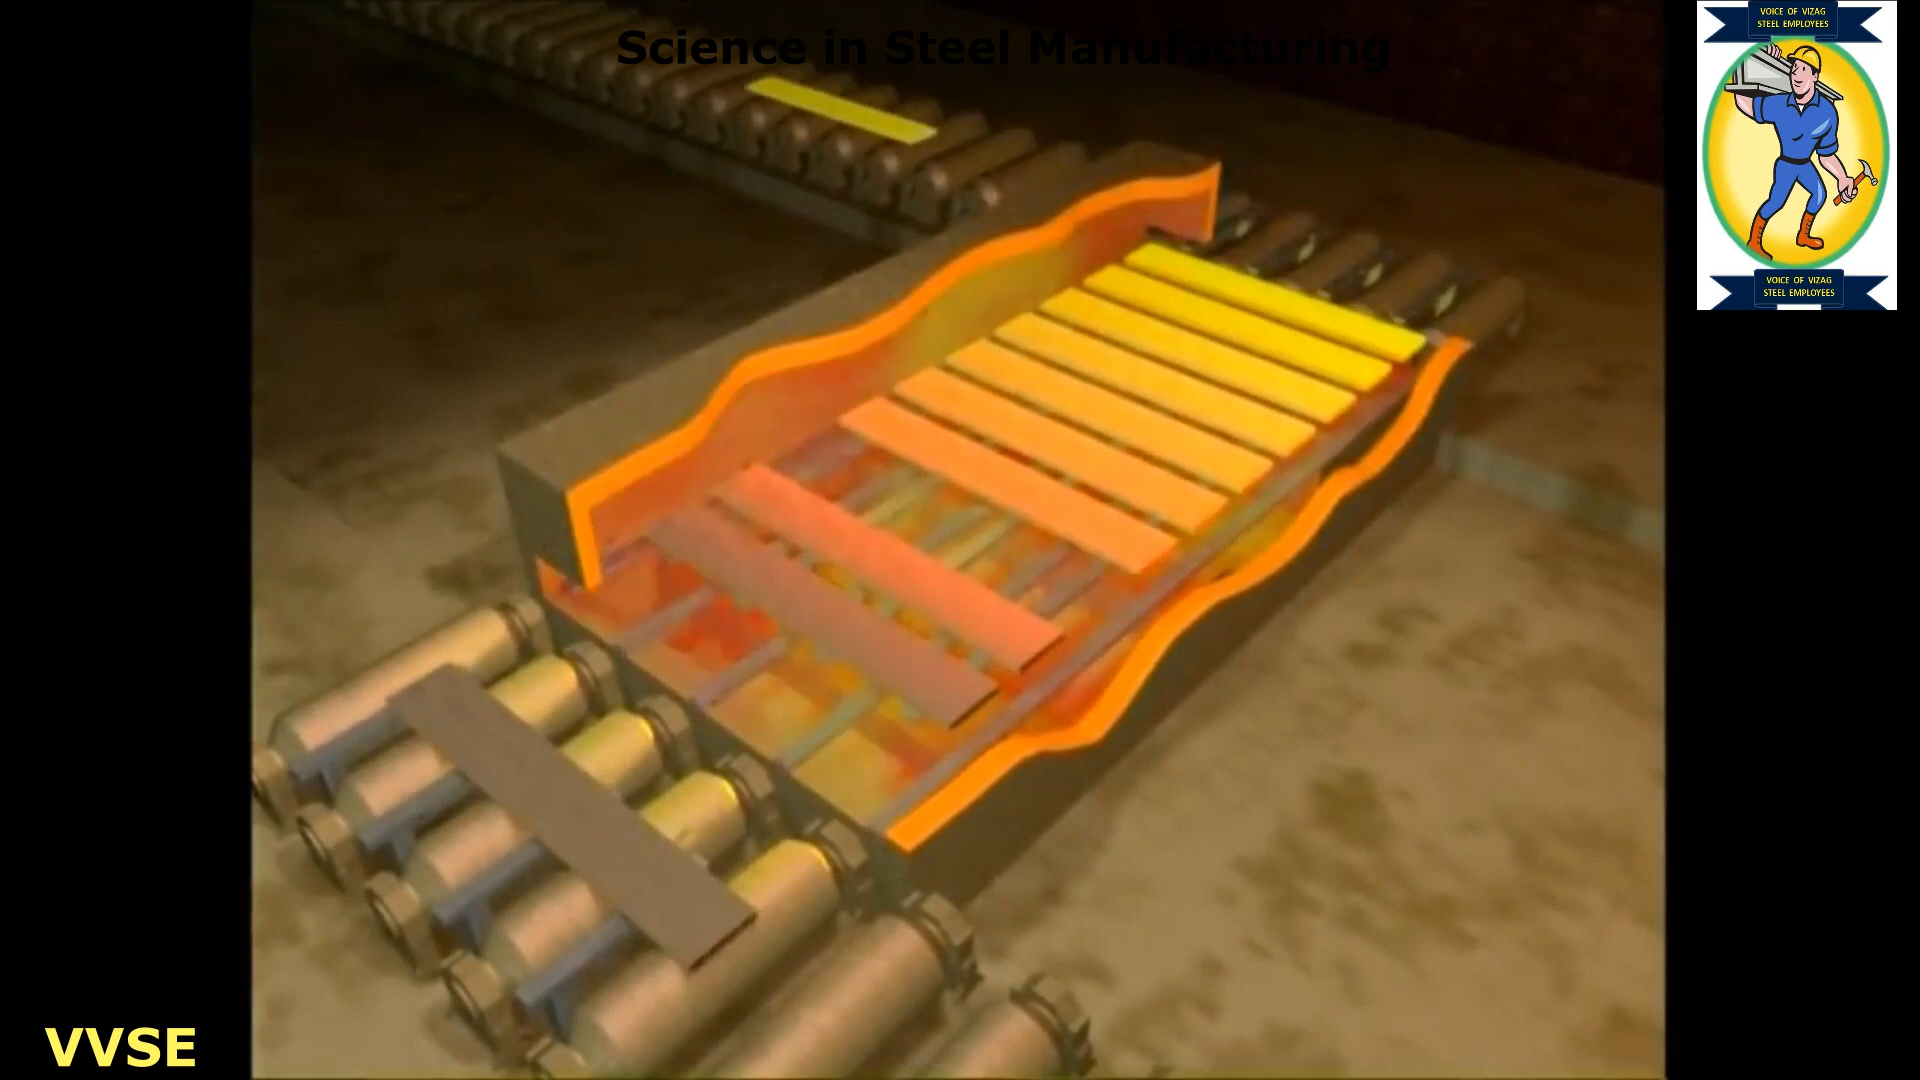 Science in Steel Manufacturing
VOICE OF VIZAG
STEEL EMPLOYEES
VOICE OF VIZAG
STEEL EMPLOYEES
VVSE